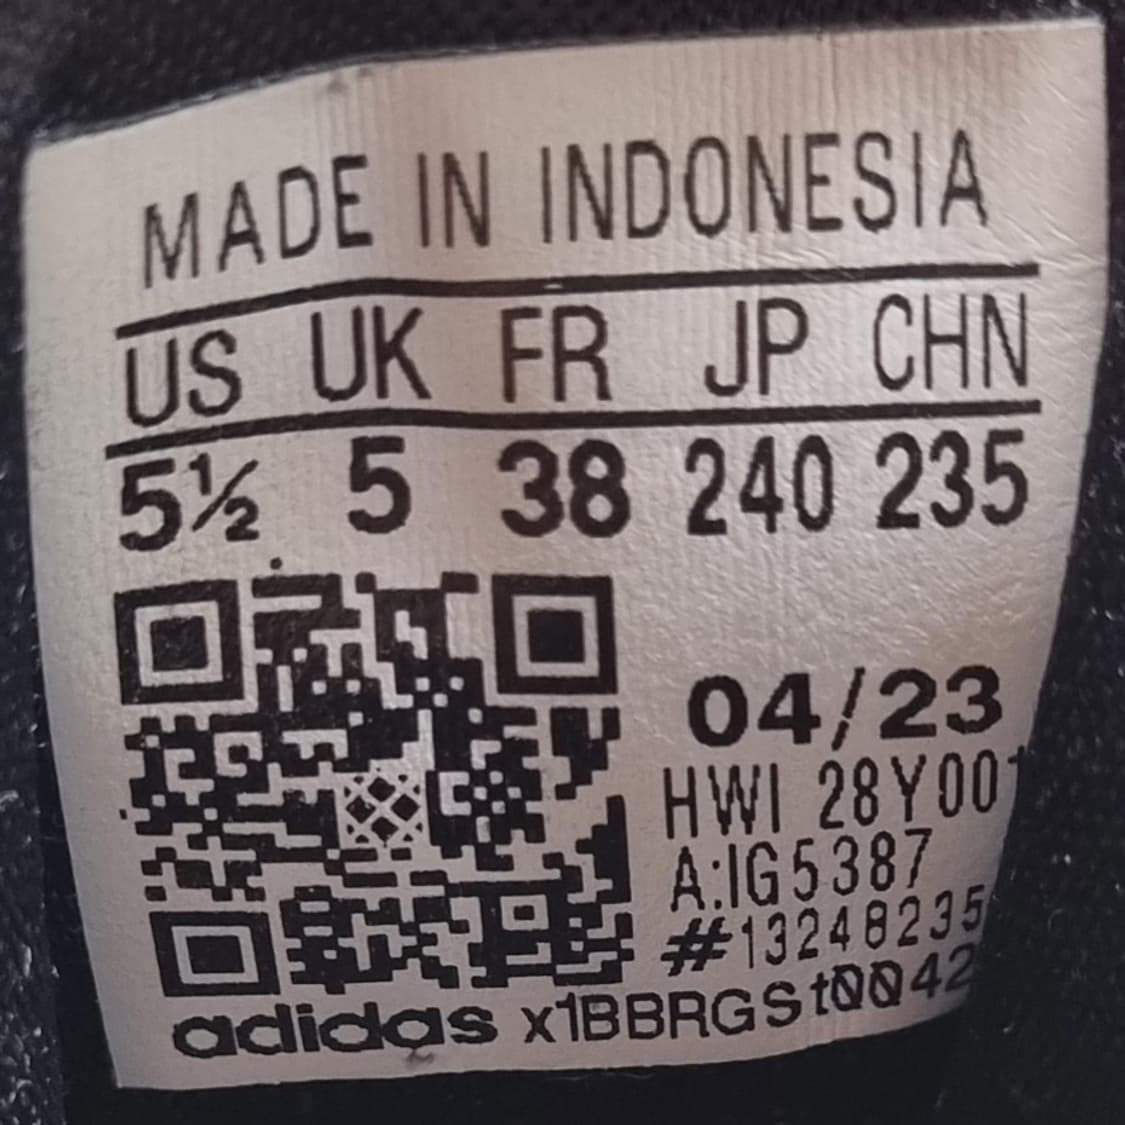 MADE IN INDONESIA
US UK FR JP CHN
5½ 5 38 240 235
04/23
HWI 28Y001
A:IG5387
#13248235
adidas x1BBRGSt0042